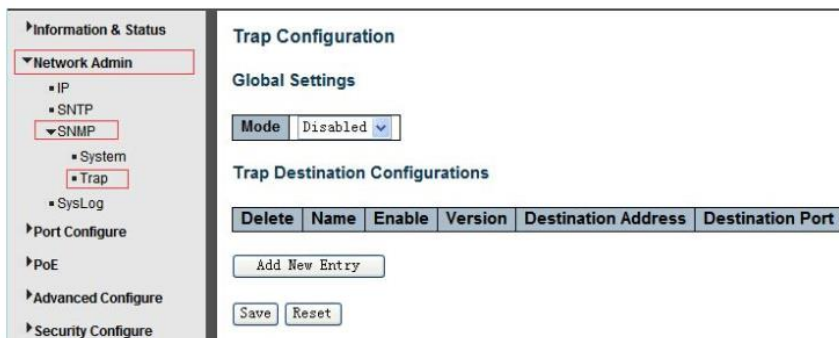 Information & Status
Network Admin
IP
SNTP
SNMP
System
Trap
SysLog
Port Configure
PoE
Advanced Configure
Security Configure
Trap Configuration
Global Settings
Mode Disabled
Trap Destination Configurations
Delete Name Enable Version Destination Address Destination Port
Add New Entry
Save Reset